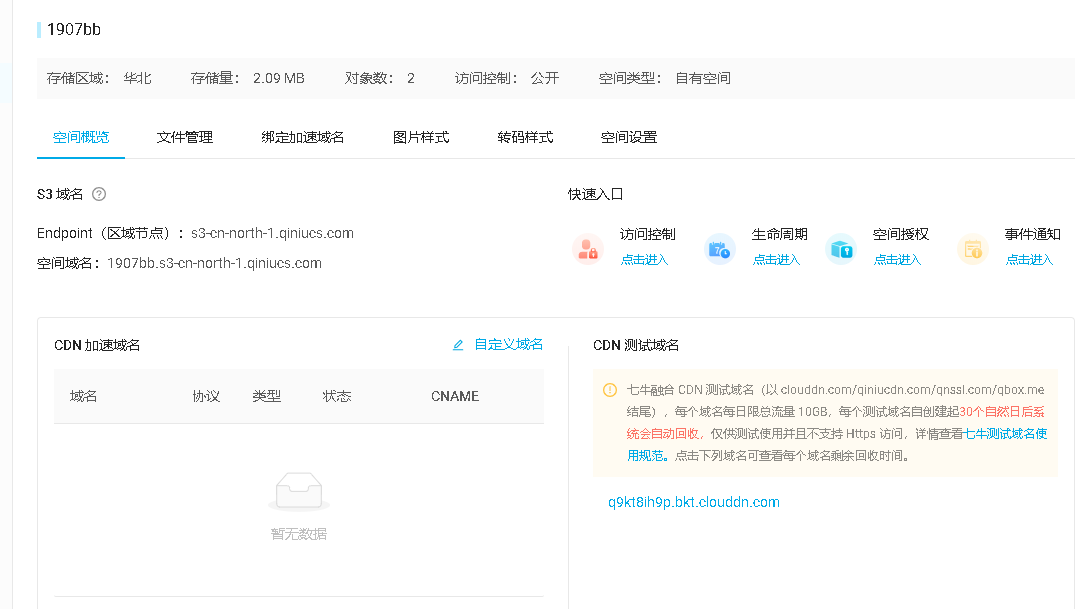 1907bb
存储区域： 华北 存储量： 2.09 MB 对象数： 2 访问控制： 公开 空间类型： 自有空间
空间概览 文件管理 绑定加速域名 图片样式 转码样式 空间设置
S3 域名 ?
Endpoint（区域节点）：s3-cn-north-1.qiniucs.com
空间域名：1907bb.s3-cn-north-1.qiniucs.com
快速入口
访问控制 生命周期 空间授权 事件通知
点击进入 点击进入 点击进入 点击进入
CDN 加速域名 自定义域名
域名 协议 类型 状态 CNAME
暂无数据
CDN 测试域名
七牛融合 CDN 测试域名（以 clouddn.com/qiniucdn.com/qnssl.com/qbox.me
结尾），每个域名每日限总流量 10GB，每个测试域名自创建起30个自然日后系
统会自动回收，仅供测试使用并且不支持 Https 访问，详情查看七牛测试域名使
用规范。点击下列域名可查看每个域名剩余回收时间。
q9kt8ih9p.bkt.clouddn.com